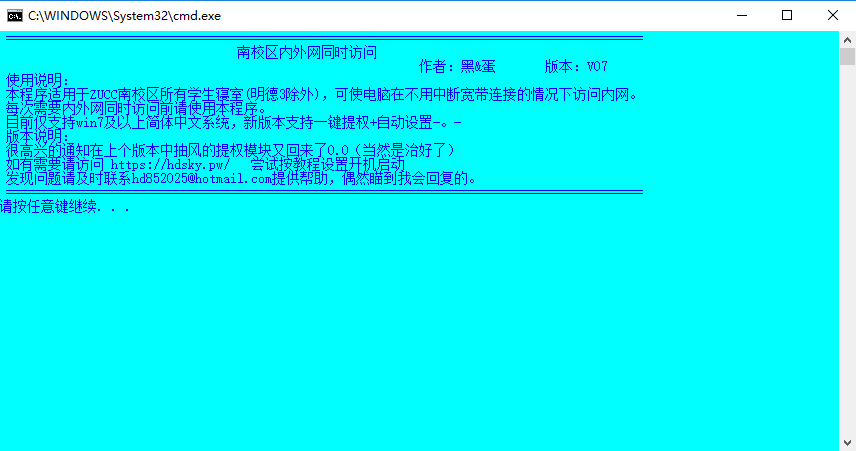 C:\WINDOWS\System32\cmd.exe
南校区内外网同时访问
作者：黑&蛋 版本：V07
使用说明：
本程序适用于ZUCC南校区所有学生寝室(明德3除外)，可使电脑在不用中断宽带连接的情况下访问内网。
每次需要内外网同时访问前请使用本程序。
目前仅支持win7及以上简体中文系统，新版本支持一键提权+自动设置-。-
版本说明：
很高兴的通知在上个版本中抽风的提权模块又回来了0.0（当然是治好了）
如有需要请访问 https://hdsky.pw/ 尝试按教程设置开机启动
发现问题请及时联系hd852025@hotmail.com提供帮助，偶然瞄到我会回复的。
请按任意键继续. . .